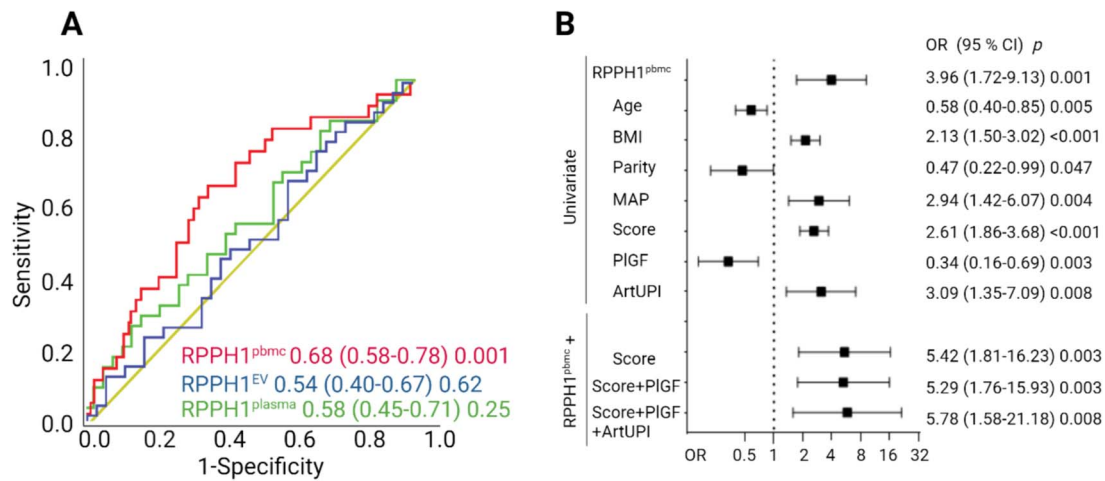 A
1.0
0.8
0.6
0.4
0.2
0.0
Sensitivity
RPPH1pbmc 0.68 (0.58-0.78) 0.001
RPPH1EV 0.54 (0.40-0.67) 0.62
RPPH1plasma 0.58 (0.45-0.71) 0.25
0.0 0.2 0.4 0.6 0.8 1.0
1-Specificity
B
OR (95 % CI) p
Univariate
RPPH1pbmc 3.96 (1.72-9.13) 0.001
Age 0.58 (0.40-0.85) 0.005
BMI 2.13 (1.50-3.02) <0.001
Parity 0.47 (0.22-0.99) 0.047
MAP 2.94 (1.42-6.07) 0.004
Score 2.61 (1.86-3.68) <0.001
PlGF 0.34 (0.16-0.69) 0.003
ArtUPI 3.09 (1.35-7.09) 0.008
RPPH1pbmc +
Score 5.42 (1.81-16.23) 0.003
Score+PlGF 5.29 (1.76-15.93) 0.003
Score+PlGF
+ArtUPI 5.78 (1.58-21.18) 0.008
OR 0.5 1 2 4 8 16 32